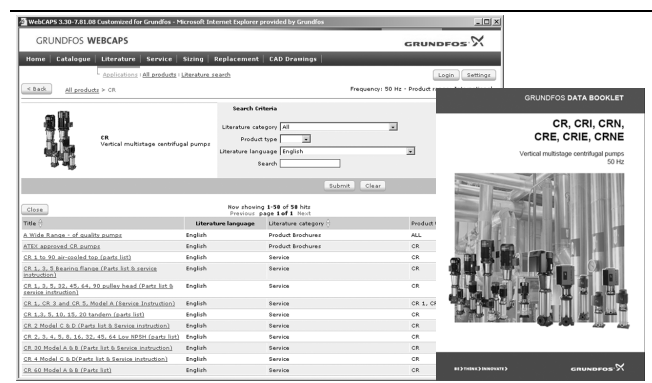 WebCAPS 3.30-7.81.08 Customized for Grundfos - Microsoft Internet Explorer provided by Grundfos
GRUNDFOS WEBCAPS
GRUNDFOS
Home | Catalogue | Literature | Service | Sizing | Replacement | CAD Drawings |
Applications | All products | Literature search
Login Settings
< Back All products > CR
Frequency: 50 Hz - Product
Search Criteria
CR
Vertical multistage centrifugal pumps
Literature category All
Product type
Literature language English
Search
Submit Clear
Close
Now showing 1-58 of 58 hits
Previous page 1 of 1 Next
Title Literature language Literature category Product
A Wide Range - of quality pumps English Product Brochures ALL
ATEX approved CR pumps English Product Brochures CR
CR 1 to 90 air-cooled top (parts list) English Service CR
CR 1, 3, 5 Bearing flange (Parts list & service
instruction) English Service CR
CR 1, 3, 5, 32, 45, 64, 90 pulley head (Parts list &
service instruction) English Service CR
CR 1, CR 3 and CR 5, Model A (Service Instruction) English Service CR 1, CR
CR 1,3, 5, 10, 15, 20 tandem (parts list) English Service CR
CR 2 Model C & D (Parts list & Service instruction) English Service CR
CR 2, 3, 4, 5, 8, 16, 32, 45, 64 Low NPSH (parts list) English Service CR
CR 30 Model A & B (Parts list & Service instruction) English Service CR
CR 4 Model C & D(Parts list & Service instruction) English Service CR
CR 60 Model A & B (Parts list) English Service CR
GRUNDFOS DATA BOOKLET
CR, CRI, CRN,
CRE, CRIE, CRNE
Vertical multistage centrifugal pumps
50 Hz
BE > THINK > INNOVATE >
GRUNDFOS